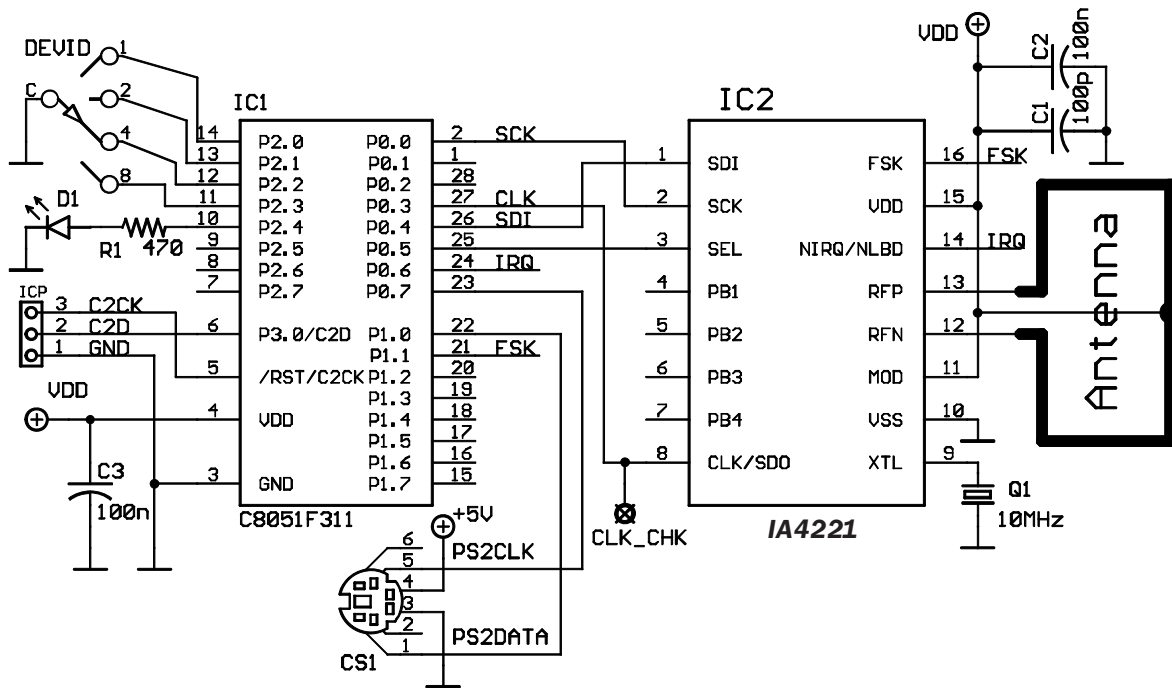 DEVID
1
C
2
4
8
D1
R1
470
ICP
3 C2CK
2 C2D
1 GND
VDD
C3
100n
IC1
14 P2.0
13 P2.1
12 P2.2
11 P2.3
10 P2.4
9 P2.5
8 P2.6
7 P2.7
6 P3.0/C2D
5 /RST/C2CK
4 VDD
3 GND
P0.0 2 SCK
P0.1 1
P0.2 28
P0.3 27 CLK
P0.4 26 SDI
P0.5 25
P0.6 24 IRQ
P0.7 23
P1.0 22
P1.1 21 FSK
P1.2 20
P1.3 19
P1.4 18
P1.5 17
P1.6 16
P1.7 15
C8051F311
+5V
6
PS2CLK
5
4
3
2
PS2DATA
1
CS1
CLK_CHK
IC2
1 SDI
2 SCK
3 SEL
4 PB1
5 PB2
6 PB3
7 PB4
8 CLK/SDO
FSK 16 FSK
VDD 15
NIRQ/NLBD 14 IRQ
RFP 13
RFN 12
MOD 11
VSS 10
XTL 9
IA4221
VDD
C2
100n
C1
100p
Antenna
Q1
10MHz